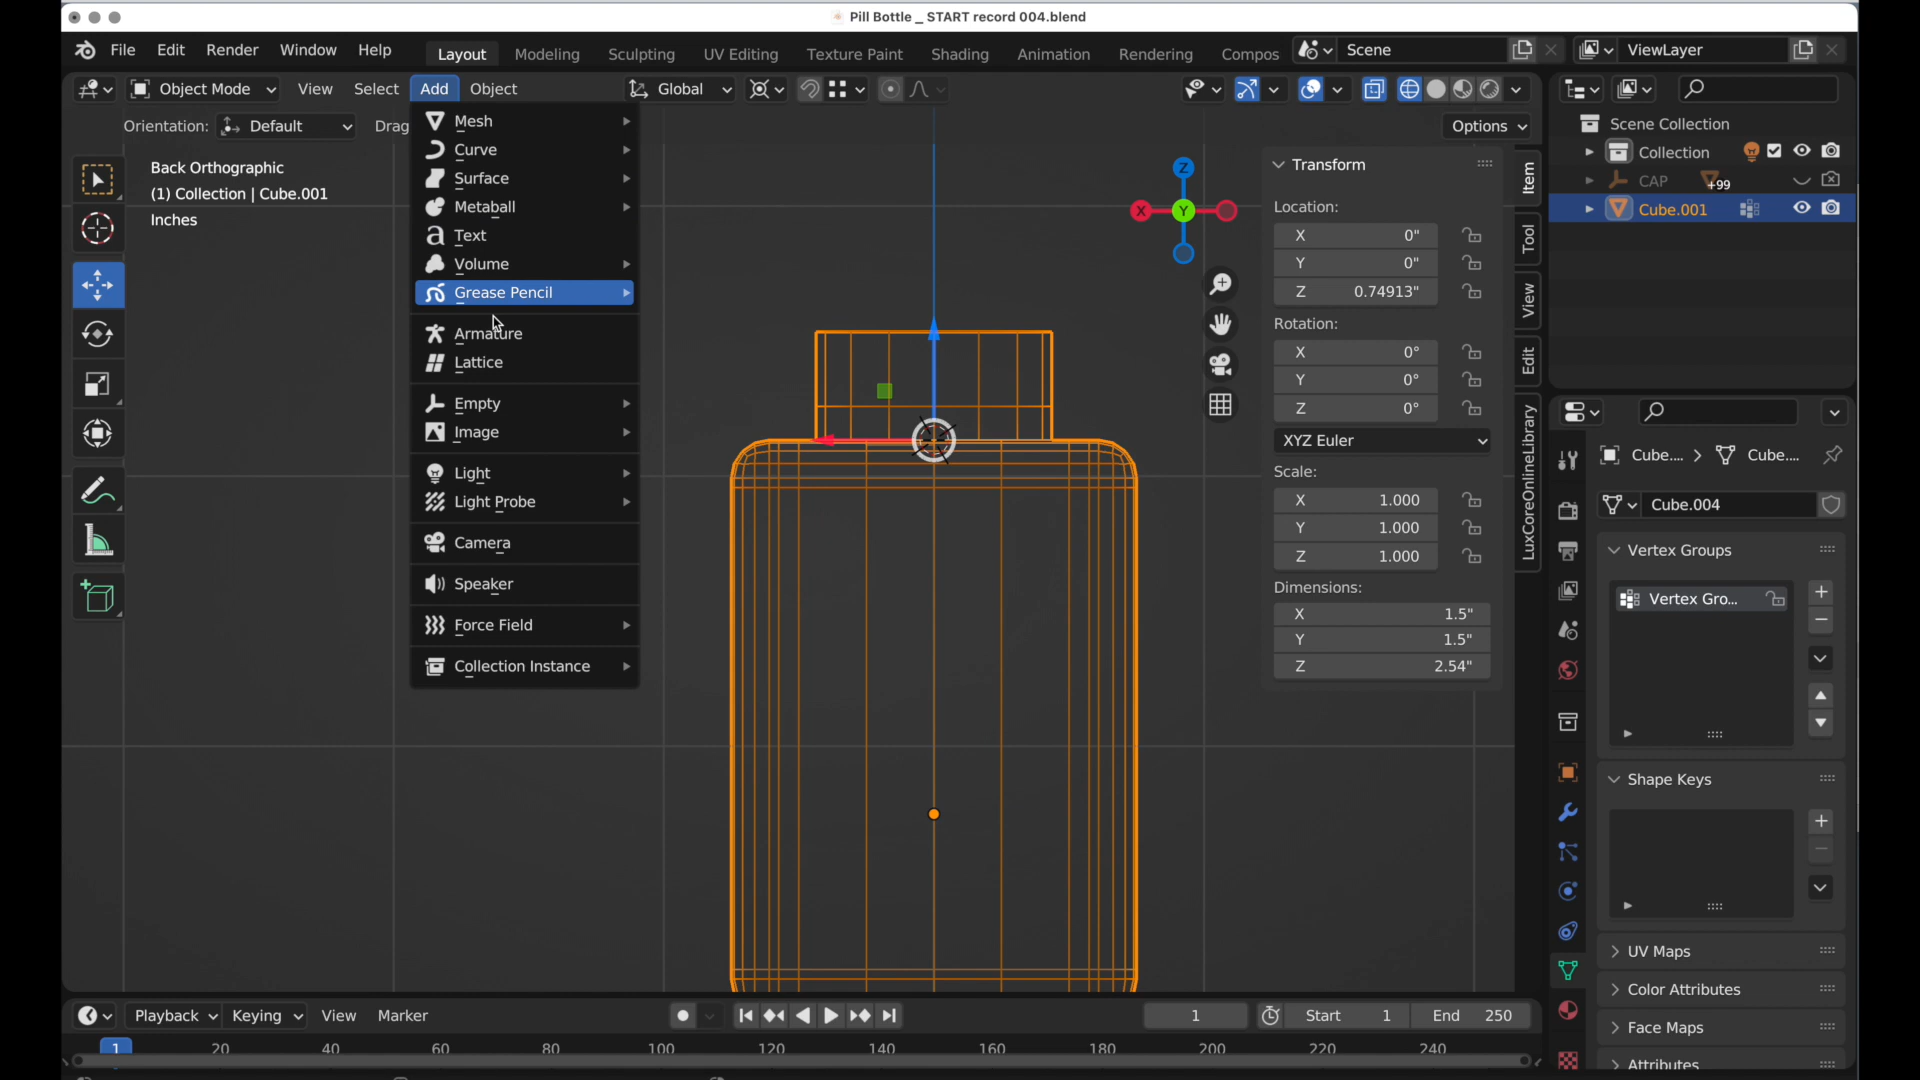 Pill Bottle _ START record 004.blend
File Edit Render Window Help
Layout Modeling Sculpting UV Editing Texture Paint Shading Animation Rendering Compos
Scene
ViewLayer
Object Mode View Select Add Object
Global
Orientation: Default Drag
Options
Back Orthographic
(1) Collection | Cube.001
Inches
Mesh
Curve
Surface
Metaball
Text
Volume
Grease Pencil
Armature
Lattice
Empty
Image
Light
Light Probe
Camera
Speaker
Force Field
Collection Instance
Z
X
Y
Transform
Location:
X 0"
Y 0"
Z 0.74913"
Rotation:
X 0°
Y 0°
Z 0°
XYZ Euler
Scale:
X 1.000
Y 1.000
Z 1.000
Dimensions:
X 1.5"
Y 1.5"
Z 2.54"
Item
Tool
View
Edit
LuxCoreOnlineLibrary
Scene Collection
Collection
CAP +99
Cube.001
Cube.... > Cube....
Cube.004
Vertex Groups
Vertex Gro...
Shape Keys
UV Maps
Color Attributes
Face Maps
Attributes
Playback Keying View Marker
1
Start 1
End 250
1 20 40 60 80 100 120 140 160 180 200 220 240